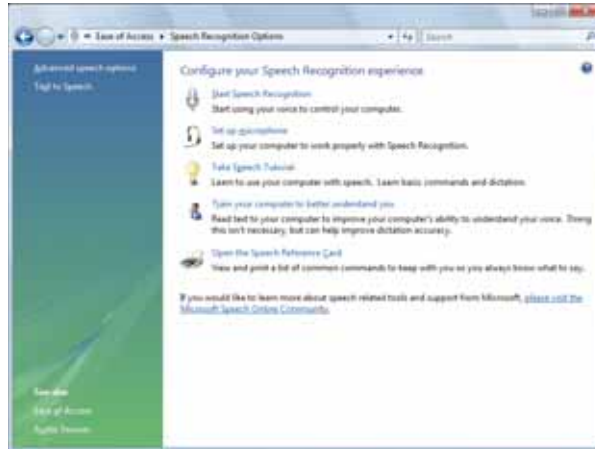 Ease of Access ▸ Speech Recognition Options
Search
Advanced speech options
Text to Speech
Configure your Speech Recognition experience
Start Speech Recognition
Start using your voice to control your computer.
Set up microphone
Set up your computer to work properly with Speech Recognition.
Take Speech Tutorial
Learn to use your computer with speech. Learn basic commands and dictation.
Train your computer to better understand you
Read text to your computer to improve your computer's ability to understand your voice. Doing
this isn't necessary, but can help improve dictation accuracy.
Open the Speech Reference Card
View and print a list of common commands to keep with you so you always know what to say.
If you would like to learn more about speech related tools and support from Microsoft, please visit the
Microsoft Speech Online Community.
See also
Ease of Access
Audio Devices